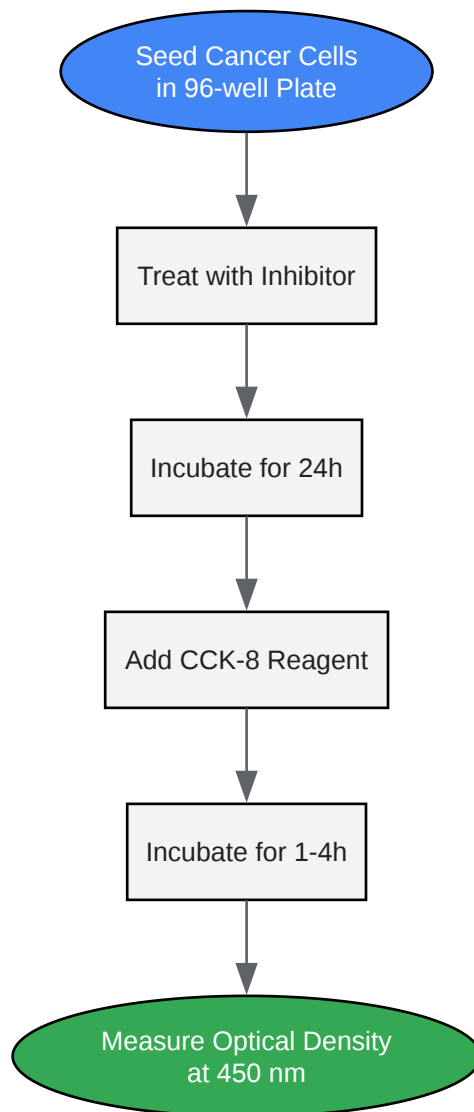 Seed Cancer Cells
in 96-well Plate
Treat with Inhibitor
Incubate for 24h
Add CCK-8 Reagent
Incubate for 1-4h
Measure Optical Density
at 450 nm